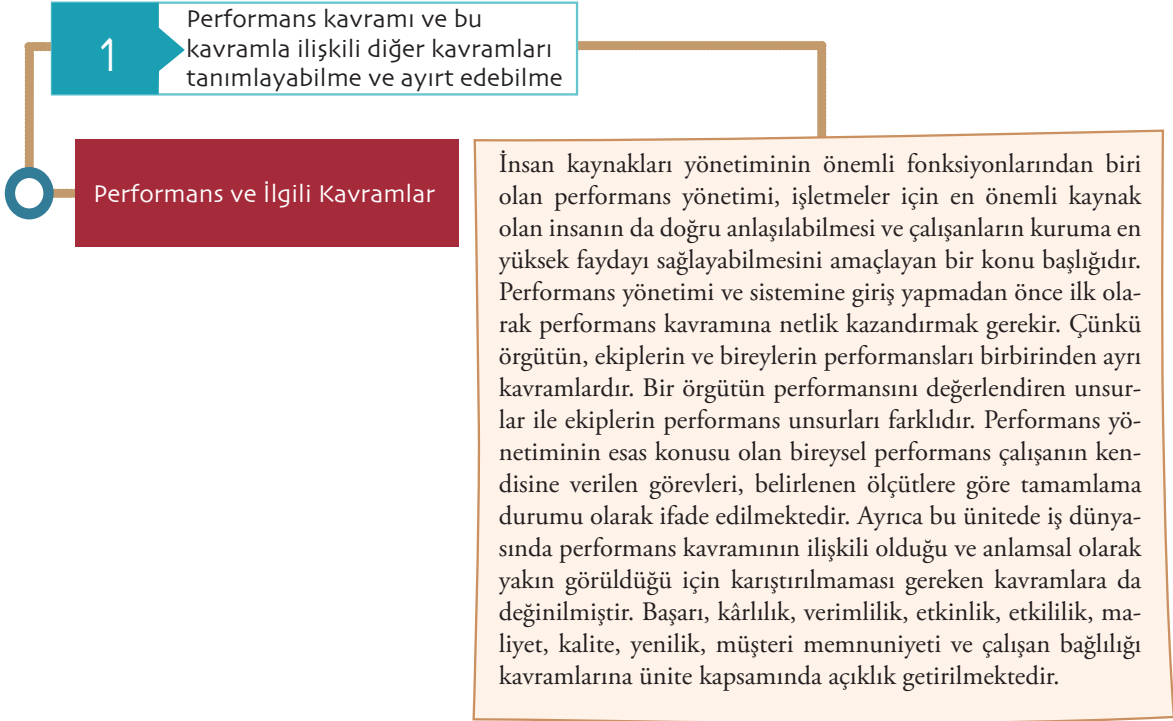 1
Performans kavramı ve bu
kavramla ilişkili diğer kavramları
tanımlayabilme ve ayırt edebilme
Performans ve İlgili Kavramlar
İnsan kaynakları yönetiminin önemli fonksiyonlarından biri
olan performans yönetimi, işletmeler için en önemli kaynak
olan insanın da doğru anlaşılabilmesi ve çalışanların kuruma en
yüksek faydayı sağlayabilmesini amaçlayan bir konu başlığıdır.
Performans yönetimi ve sistemine giriş yapmadan önce ilk ola-
rak performans kavramına netlik kazandırmak gerekir. Çünkü
örgütün, ekiplerin ve bireylerin performansları birbirinden ayrı
kavramlardır. Bir örgütün performansını değerlendiren unsur-
lar ile ekiplerin performans unsurları farklıdır. Performans yö-
netiminin esas konusu olan bireysel performans çalışanın ken-
disine verilen görevleri, belirlenen ölçütlere göre tamamlama
durumu olarak ifade edilmektedir. Ayrıca bu ünitede iş dünya-
sında performans kavramının ilişkili olduğu ve anlamsal olarak
yakın görüldüğü için karıştırılmaması gereken kavramlara da
değinilmiştir. Başarı, kârlılık, verimlilik, etkinlik, etkililik, ma-
liyet, kalite, yenilik, müşteri memnuniyeti ve çalışan bağlılığı
kavramlarına ünite kapsamında açıklık getirilmektedir.